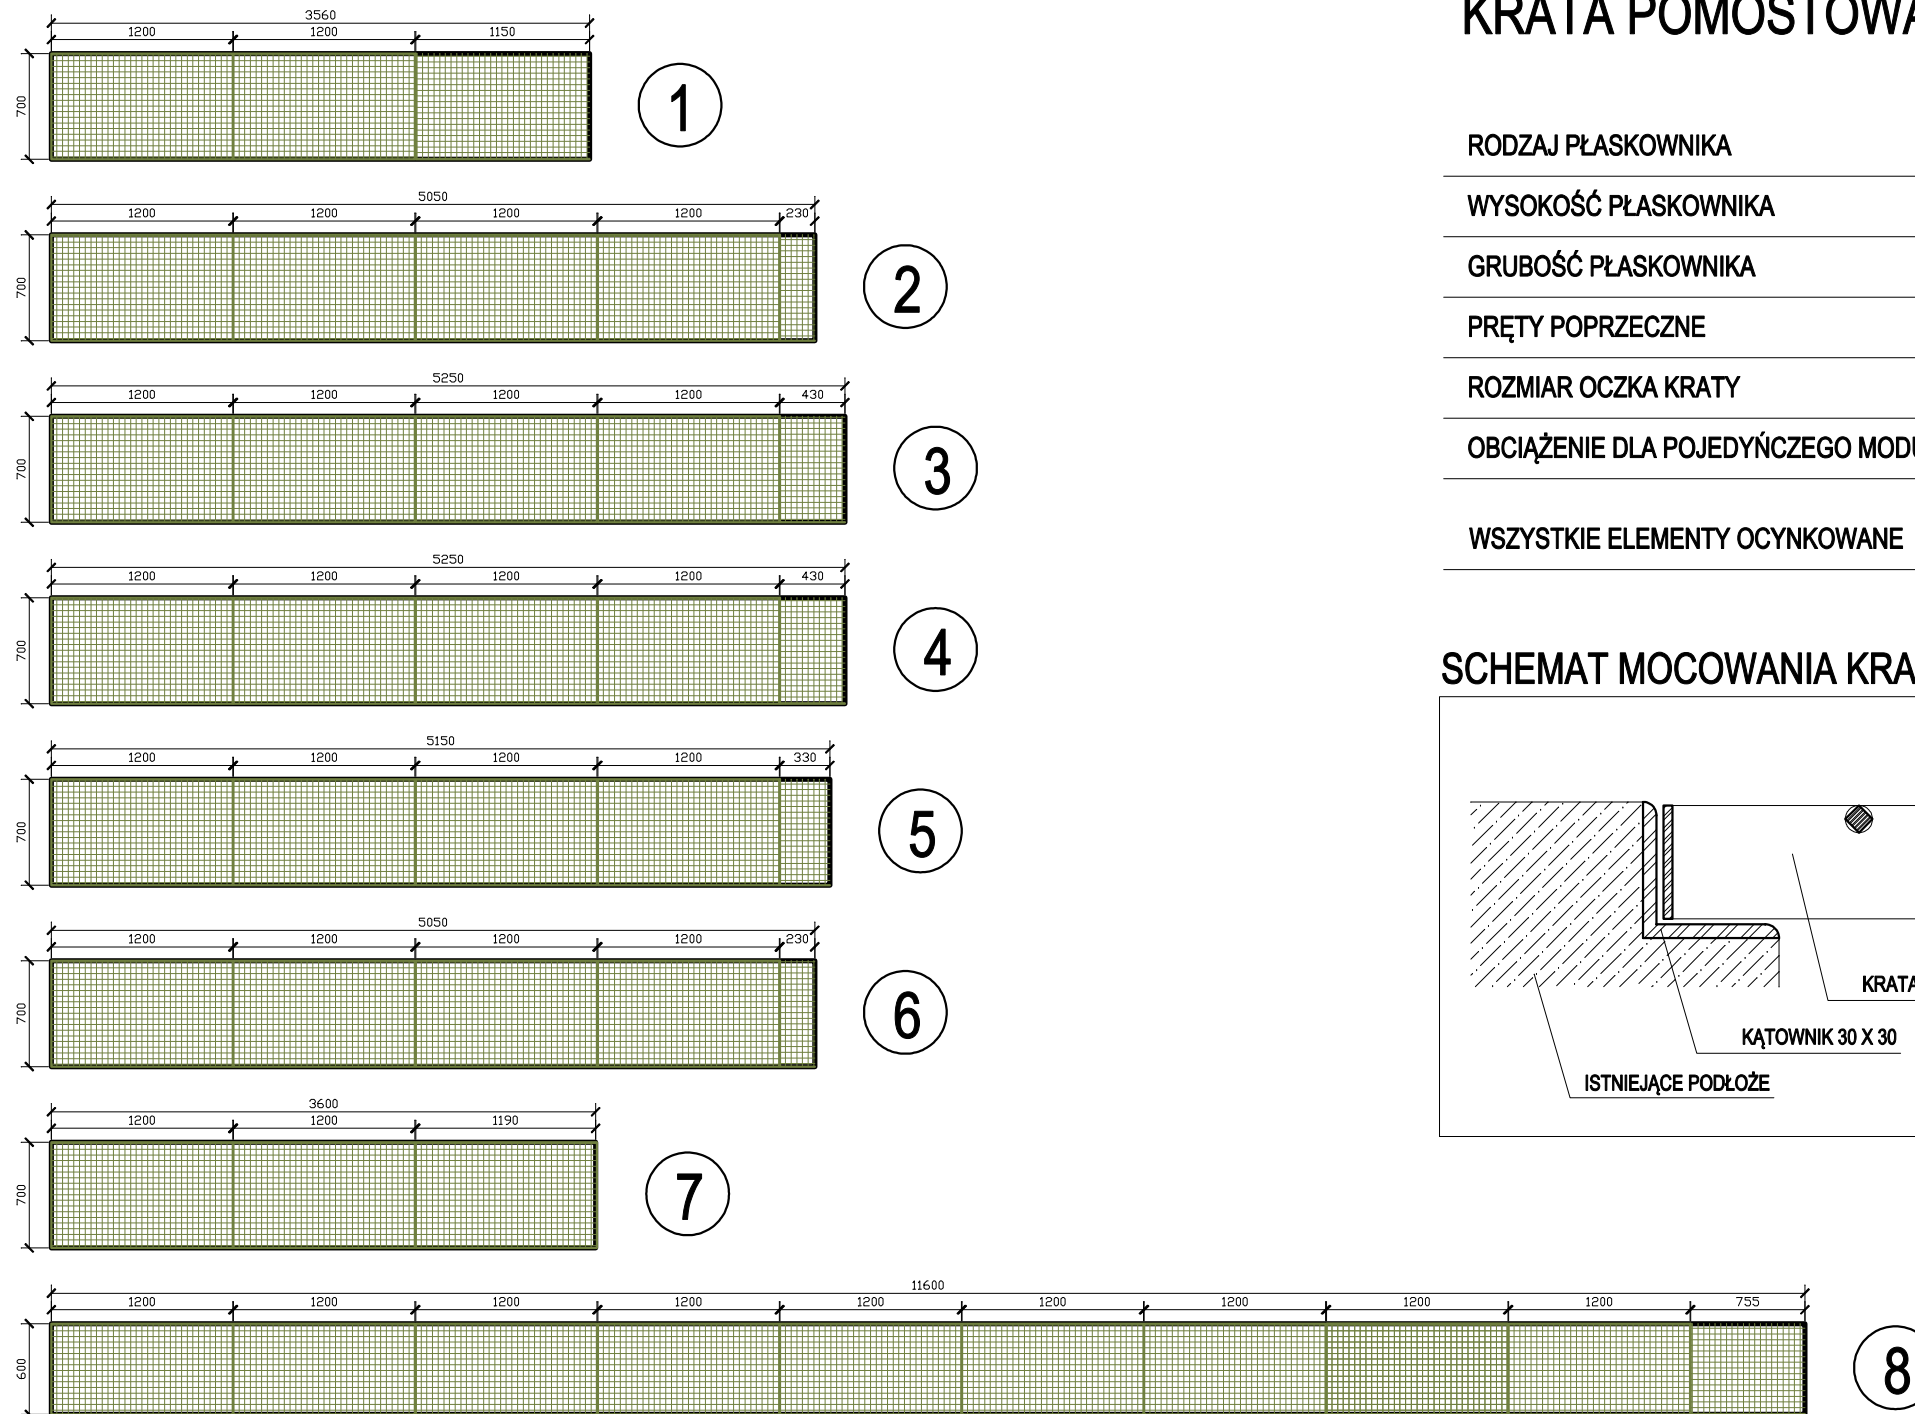 3560
1200 1200 1150
700
1
5050
1200 1200 1200 1200 230
700
2
5250
1200 1200 1200 1200 430
700
3
5250
1200 1200 1200 1200 430
700
4
5150
1200 1200 1200 1200 330
700
5
5050
1200 1200 1200 1200 230
700
6
3600
1200 1200 1190
700
7
11600
1200 1200 1200 1200 1200 1200 1200 1200 1200 755
600
8
KRATA POMOSTOWA
RODZAJ PŁASKOWNIKA
WYSOKOŚĆ PŁASKOWNIKA
GRUBOŚĆ PŁASKOWNIKA
PRĘTY POPRZECZNE
ROZMIAR OCZKA KRATY
OBCIĄŻENIE DLA POJEDYŃCZEGO MODU
WSZYSTKIE ELEMENTY OCYNKOWANE
SCHEMAT MOCOWANIA KRA
KRATA
KĄTOWNIK 30 X 30
ISTNIEJĄCE PODŁOŻE